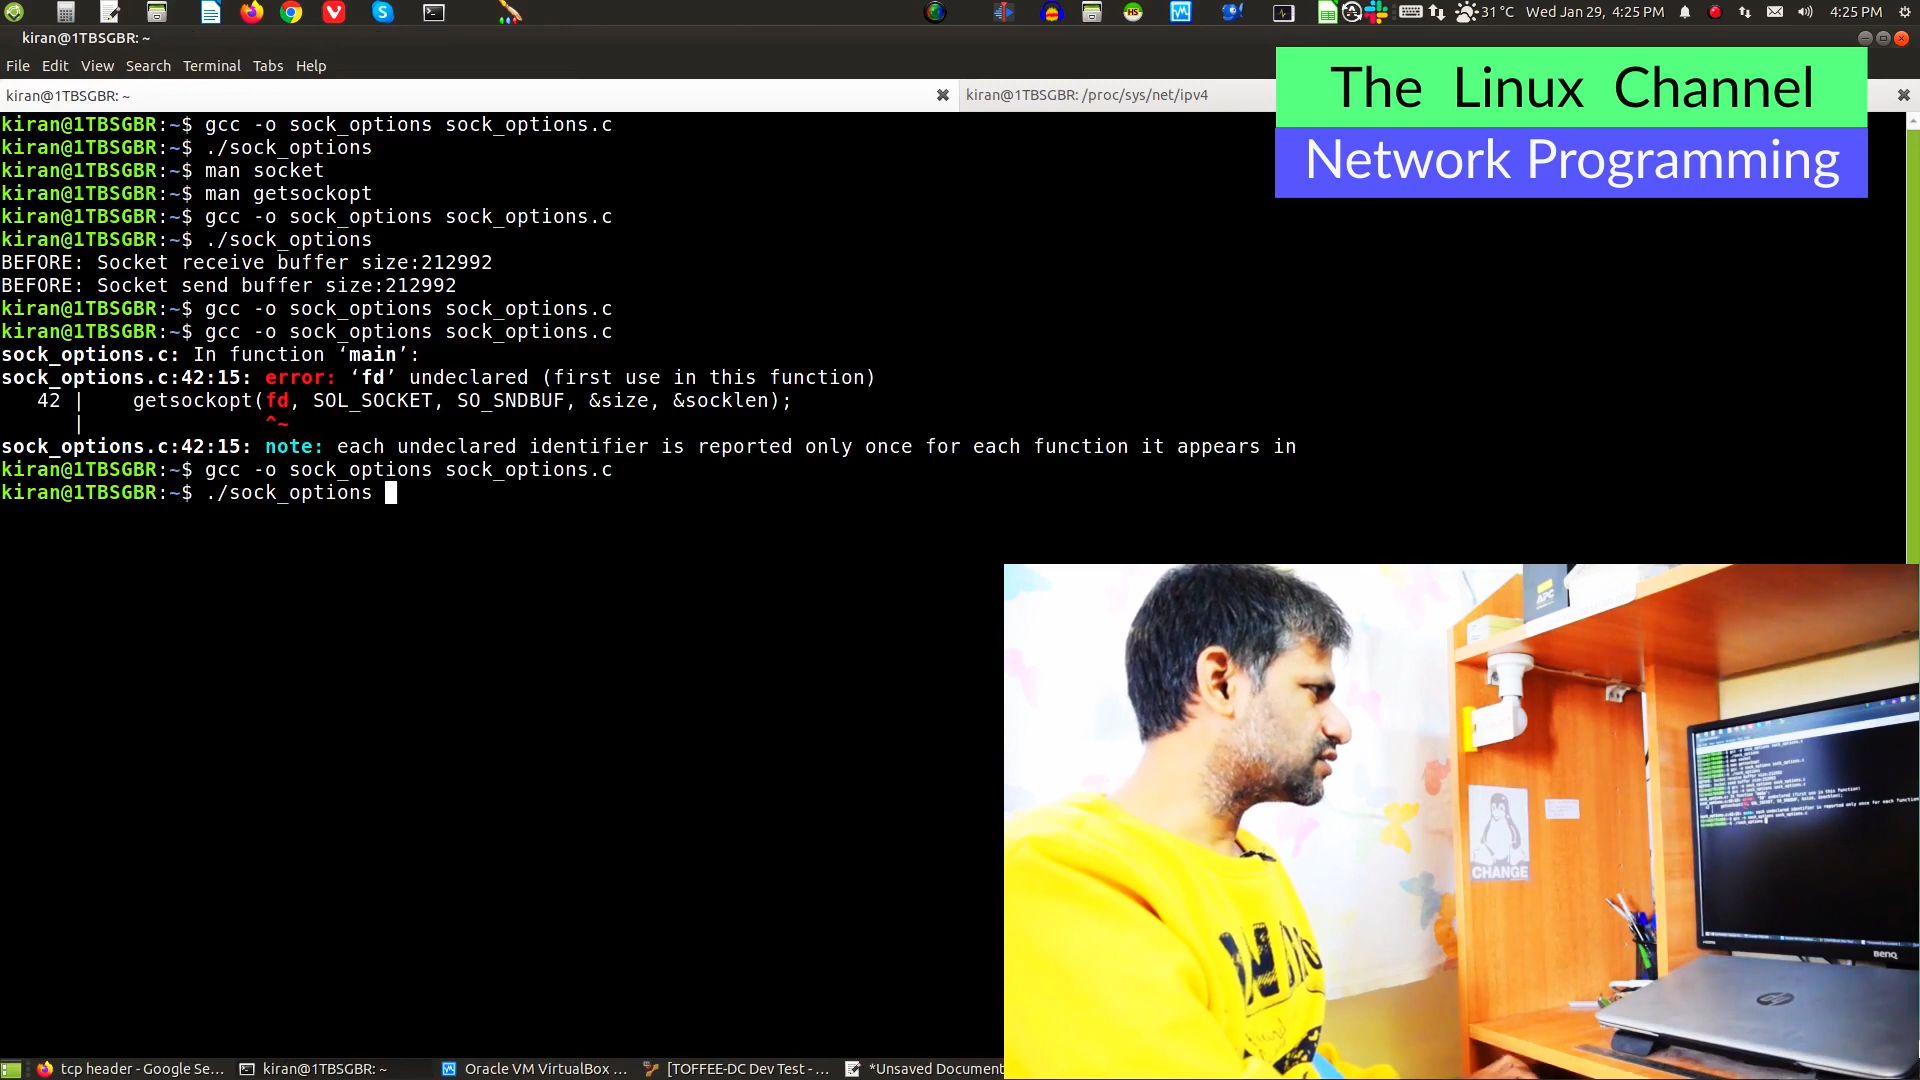 31 °C Wed Jan 29, 4:25 PM 4:25 PM
kiran@1TBSGBR: ~
File Edit View Search Terminal Tabs Help
kiran@1TBSGBR: ~
kiran@1TBSGBR: /proc/sys/net/ipv4
The Linux Channel
Network Programming
kiran@1TBSGBR:~$ gcc -o sock_options sock_options.c
kiran@1TBSGBR:~$ ./sock_options
kiran@1TBSGBR:~$ man socket
kiran@1TBSGBR:~$ man getsockopt
kiran@1TBSGBR:~$ gcc -o sock_options sock_options.c
kiran@1TBSGBR:~$ ./sock_options
BEFORE: Socket receive buffer size:212992
BEFORE: Socket send buffer size:212992
kiran@1TBSGBR:~$ gcc -o sock_options sock_options.c
kiran@1TBSGBR:~$ gcc -o sock_options sock_options.c
sock_options.c: In function ‘main’:
sock_options.c:42:15: error: ‘fd’ undeclared (first use in this function)
42 | getsockopt(fd, SOL_SOCKET, SO_SNDBUF, &size, &socklen);
| ^~
sock_options.c:42:15: note: each undeclared identifier is reported only once for each function it appears in
kiran@1TBSGBR:~$ gcc -o sock_options sock_options.c
kiran@1TBSGBR:~$ ./sock_options
APC
CHANGE
BenQ
hp
tcp header - Google Se... kiran@1TBSGBR: ~ Oracle VM VirtualBox ... [TOFFEE-DC Dev Test - ... *Unsaved Document